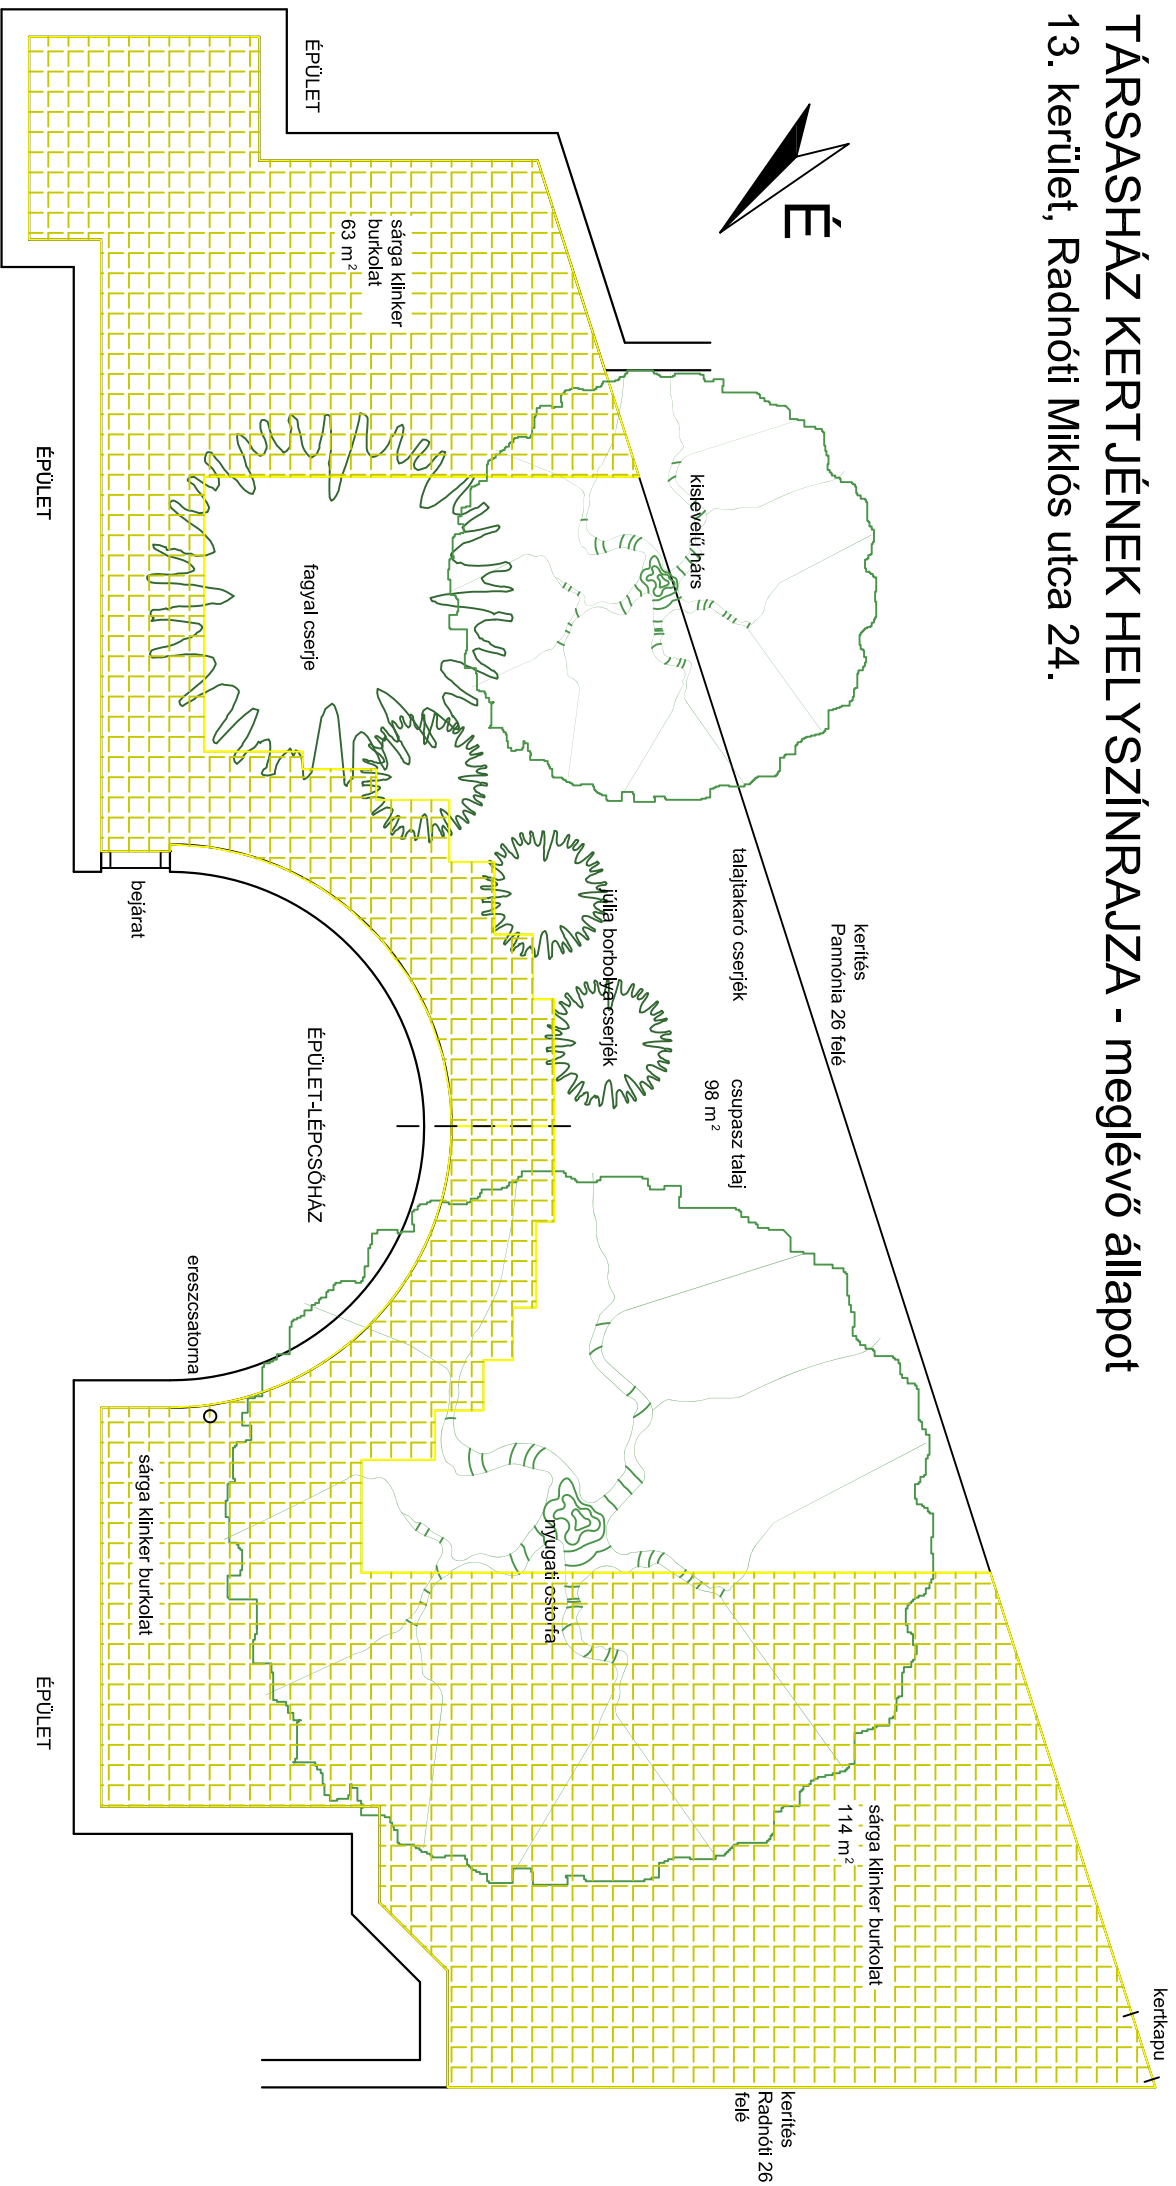 TÁRSASHÁZ KERTJÉNEK HELYSZÍNRAJZA - meglévő állapot
13. kerület, Radnóti Miklós utca 24.
É
kertkapu
kerítés
Pannónia 26 felé
kerítés
Radnóti 26
felé
sárga klinker burkolat
114 m²
talajtakaró cserjék
csupasz talaj
98 m²
kislevelű hárs
júlia borbolya cserjék
nyugati ostorfa
sárga klinker
burkolat
63 m²
ÉPÜLET
fagyal cserje
ÉPÜLET-LÉPCSŐHÁZ
ereszcsatorna
bejárat
sárga klinker burkolat
ÉPÜLET
ÉPÜLET